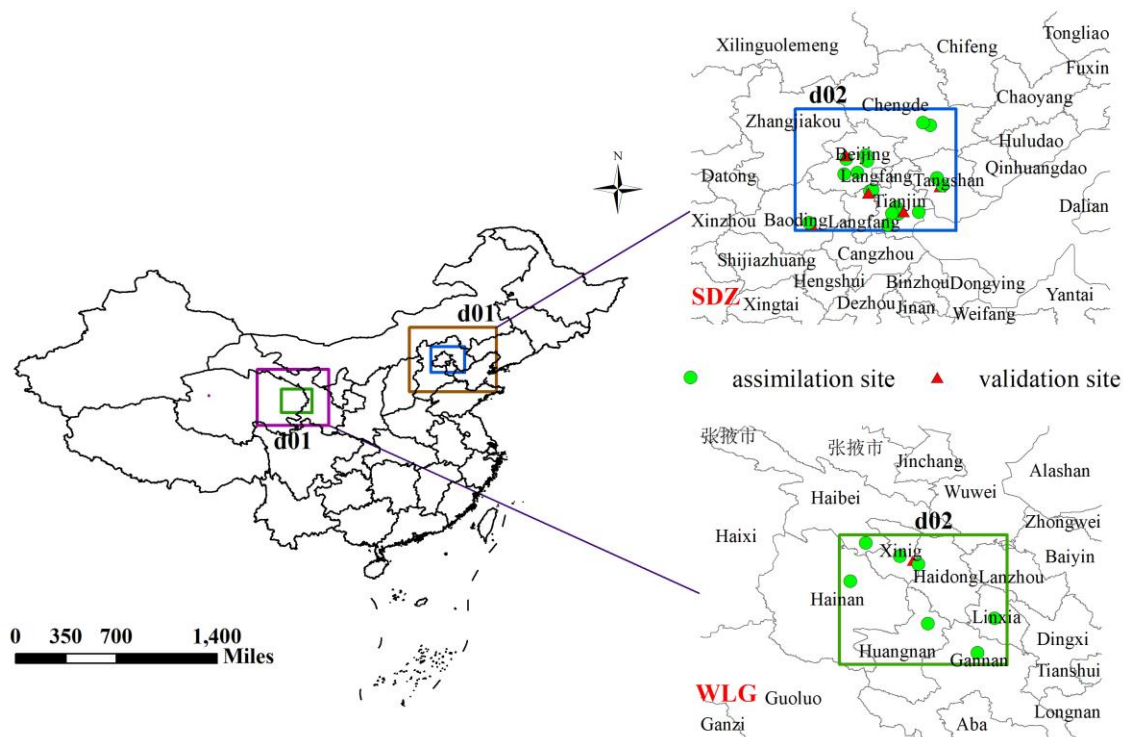 N
d01
d01
0 350 700 1,400
Miles
Xilinguolemeng
Tongliao
Chifeng
Fuxin
d02
Chengde
Chaoyang
Zhangjiakou
Huludao
Beijing
Qinhuangdao
Datong
Langfang
Tangshan
Tianjin
Dalian
Xinzhou
Baoding
Langfang
Cangzhou
Shijiazhuang
Hengshui
Binzhou
Dongying
SDZ
Xingtai
Dezhou
Jinan
Weifang
Yantai
assimilation site
validation site
张掖市
张掖市
Jinchang
Alashan
Haibei
Wuwei
d02
Zhongwei
Haixi
Xinig
Baiyin
Haidong
Lanzhou
Hainan
Linxia
Dingxi
Huangnan
Gannan
Tianshui
WLG
Guoluo
Longnan
Ganzi
Aba